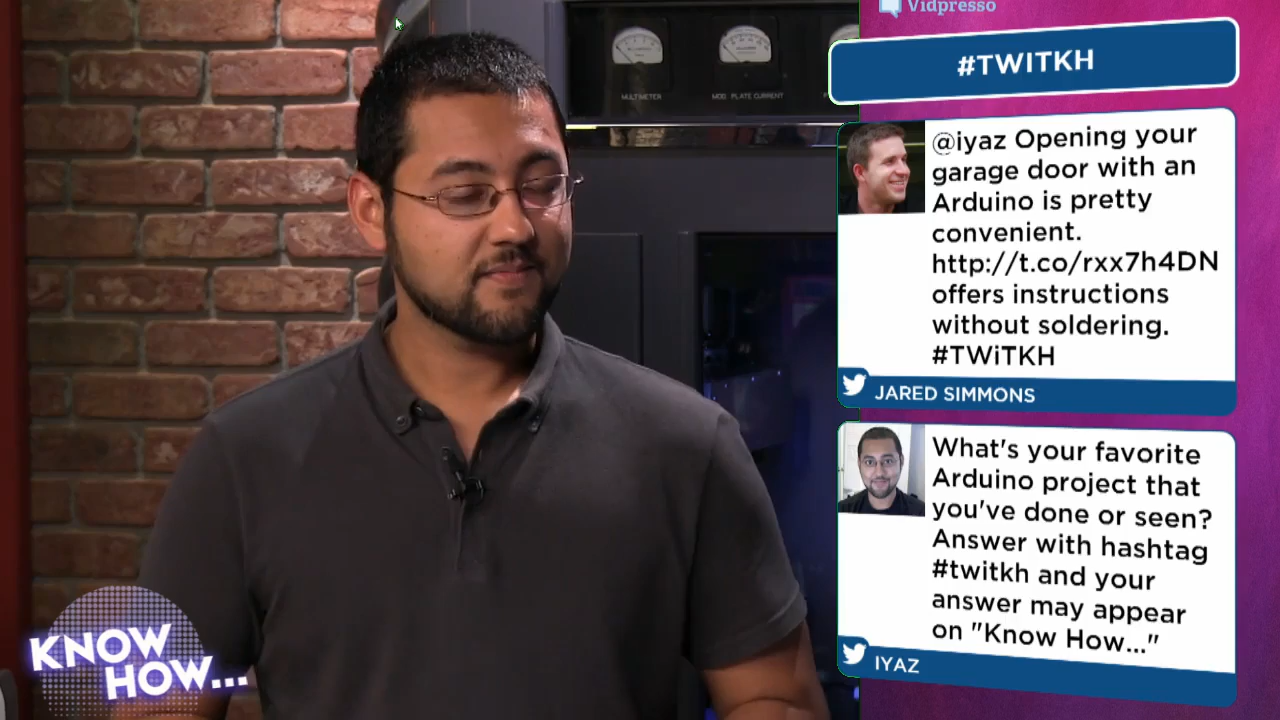 Vidpresso
#TWITKH
MULTIMETER
MOD. PLATE CURRENT
@iyaz Opening your
garage door with an
Arduino is pretty
convenient.
http://t.co/rxx7h4DN
offers instructions
without soldering.
#TWiTKH
JARED SIMMONS
What's your favorite
Arduino project that
you've done or seen?
Answer with hashtag
#twitkh and your
answer may appear
on "Know How..."
IYAZ
KNOW
HOW...